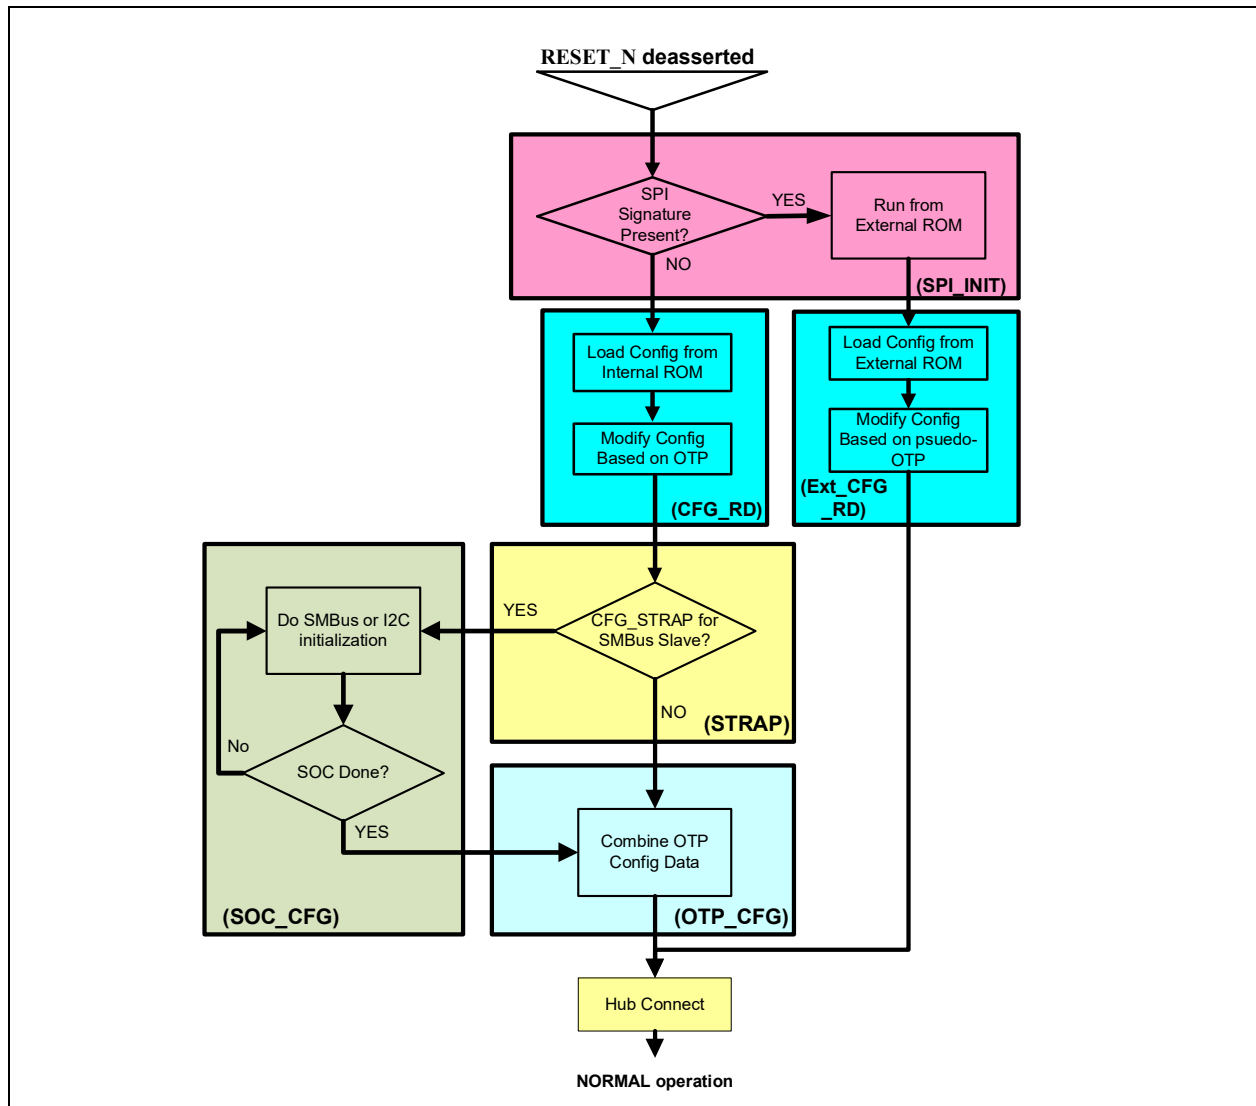 RESET_N deasserted
SPI
Signature
Present?
YES
Run from
External ROM
NO
(SPI_INIT)
Load Config from
Internal ROM
Load Config from
External ROM
Modify Config
Based on OTP
Modify Config
Based on psuedo-
OTP
(CFG_RD)
(Ext_CFG
_RD)
Do SMBus or I2C
initialization
YES
CFG_STRAP for
SMBus Slave?
NO
(STRAP)
No
SOC Done?
YES
Combine OTP
Config Data
(SOC_CFG)
(OTP_CFG)
Hub Connect
NORMAL operation